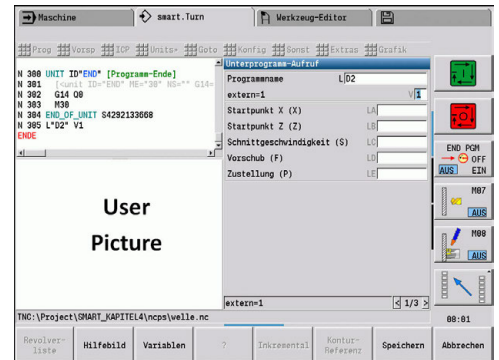 Maschine smart.Turn Werkzeug-Editor
Prog Vorsp ICP Units» Goto Konfig Sonst Extras Grafik
N 300 UNIT ID"END" [Programm-Ende]
N 301 [<unit ID="END" ME="30" NS="" G14=
N 302 G14 Q0
N 303 M30
N 304 END_OF_UNIT S4292133668
N 305 L"D2" V1
ENDE
Unterprogramm-Aufruf
Programmname L D2
extern=1 V 1
Startpunkt X (X) LA
Startpunkt Z (Z) LB
Schnittgeschwindigkeit (S) LC
Vorschub (F) LD
Zustellung (P) LE
User
Picture
extern=1 < 1/3 >
TNC:\Project\SMART_KAPITEL4\ncps\welle.nc
END PGM
OFF
AUS EIN
M07
AUS
M08
AUS
08:01
Revolver-
liste
Hilfebild
Variablen
?
Inkremental
Kontur-
Referenz
Speichern
Abbrechen